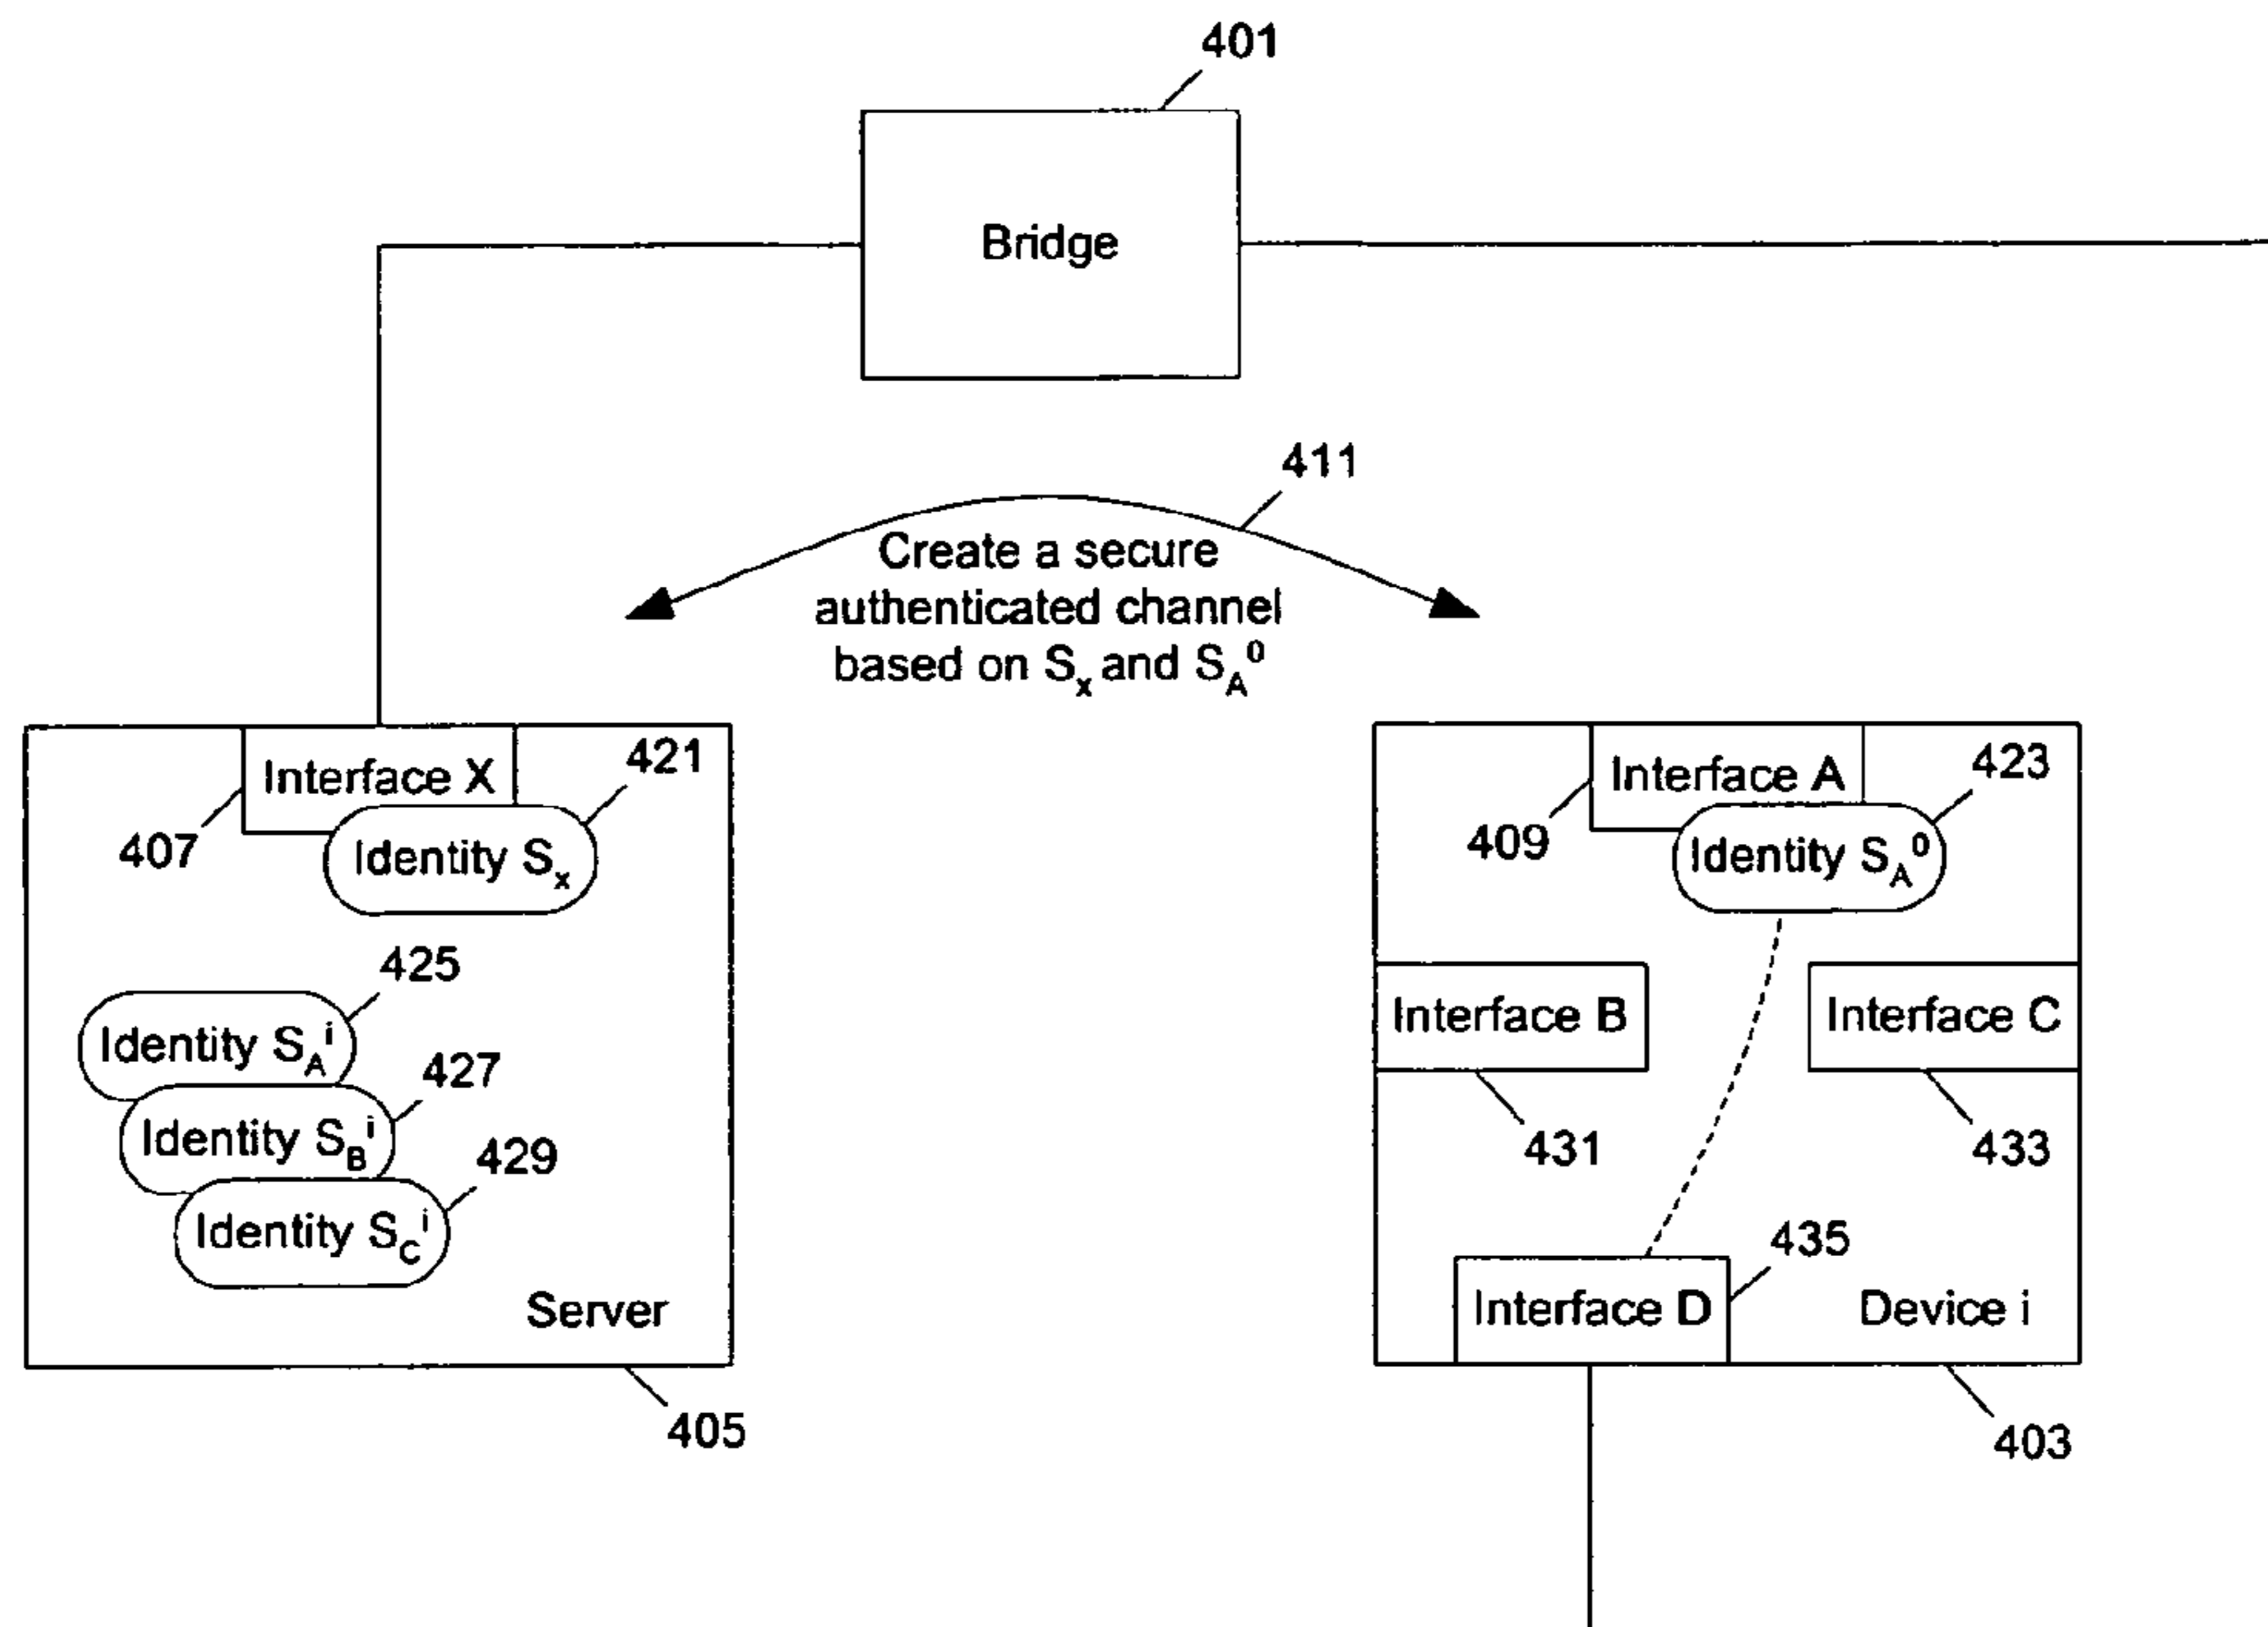 401
Bridge
411
Create a secure
authenticated channel
based on Sx and SA0
421
Interface X
407
Identity Sx
425
Identity SAi
427
Identity SBi
429
Identity SCi
Server
405
423
Interface A
409
Identity SA0
Interface B
Interface C
431
433
435
Interface D
Device i
403